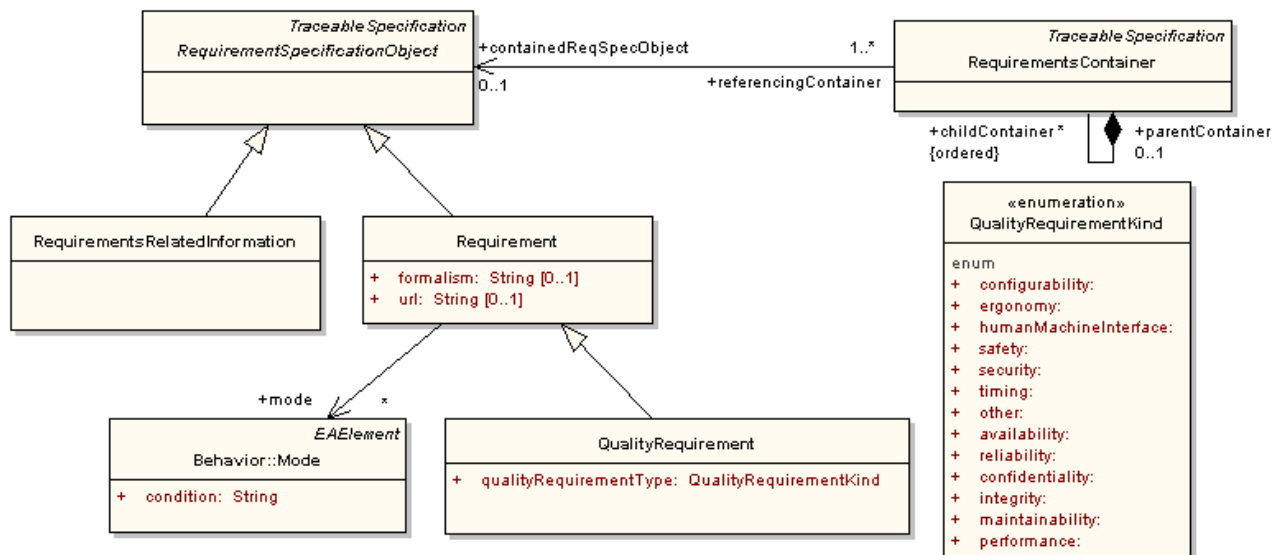 TraceableSpecification
RequirementSpecificationObject
+containedReqSpecObject
0..1
1..*
+referencingContainer
TraceableSpecification
RequirementsContainer
+childContainer *
{ordered}
+parentContainer
0..1
RequirementsRelatedInformation
Requirement
+ formalism: String [0..1]
+ url: String [0..1]
+mode
*
EAElement
Behavior::Mode
+ condition: String
QualityRequirement
+ qualityRequirementType: QualityRequirementKind
«enumeration»
QualityRequirementKind
enum
+ configurability:
+ ergonomy:
+ humanMachineInterface:
+ safety:
+ security:
+ timing:
+ other:
+ availability:
+ reliability:
+ confidentiality:
+ integrity:
+ maintainability:
+ performance: